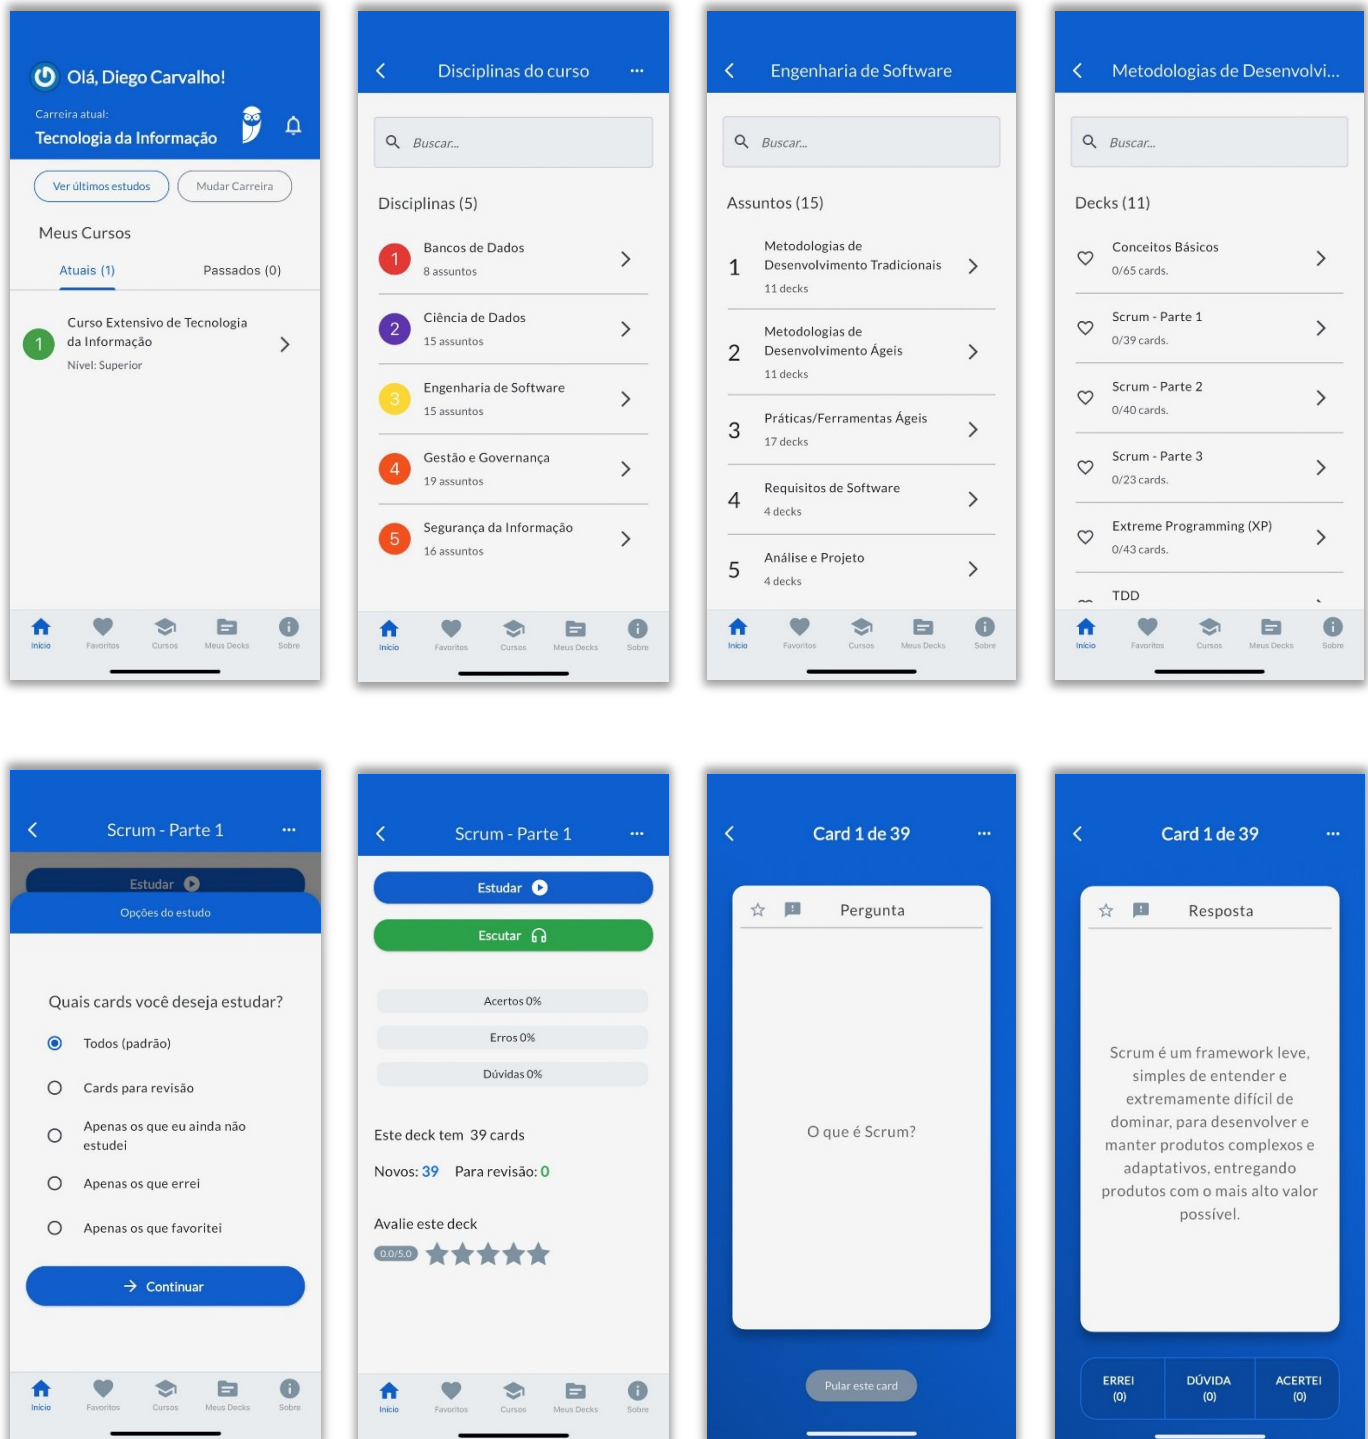 Olá, Diego Carvalho!
Carreira atual:
Tecnologia da Informação
Ver últimos estudos
Mudar Carreira
Meus Cursos
Atuais (1)
Passados (0)
1
Curso Extensivo de Tecnologia
da Informação
Nível: Superior
Início
Favoritos
Cursos
Meus Decks
Sobre
Disciplinas do curso
Buscar...
Disciplinas (5)
1
Bancos de Dados
8 assuntos
2
Ciência de Dados
15 assuntos
3
Engenharia de Software
15 assuntos
4
Gestão e Governança
19 assuntos
5
Segurança da Informação
16 assuntos
Início
Favoritos
Cursos
Meus Decks
Sobre
Engenharia de Software
Buscar...
Assuntos (15)
1
Metodologias de
Desenvolvimento Tradicionais
11 decks
2
Metodologias de
Desenvolvimento Ágeis
11 decks
3
Práticas/Ferramentas Ágeis
17 decks
4
Requisitos de Software
4 decks
5
Análise e Projeto
4 decks
Início
Favoritos
Cursos
Meus Decks
Sobre
Metodologias de Desenvolvi...
Buscar...
Decks (11)
Conceitos Básicos
0/65 cards.
Scrum - Parte 1
0/39 cards.
Scrum - Parte 2
0/40 cards.
Scrum - Parte 3
0/23 cards.
Extreme Programming (XP)
0/43 cards.
TDD
Início
Favoritos
Cursos
Meus Decks
Sobre
Scrum - Parte 1
Estudar
Opções do estudo
Quais cards você deseja estudar?
Todos (padrão)
Cards para revisão
Apenas os que eu ainda não
estudei
Apenas os que errei
Apenas os que favoritei
Continuar
Início
Favoritos
Cursos
Meus Decks
Sobre
Scrum - Parte 1
Estudar
Escutar
Acertos 0%
Erros 0%
Dúvidas 0%
Este deck tem 39 cards
Novos: 39 Para revisão: 0
Avalie este deck
0.0/5.0
Início
Favoritos
Cursos
Meus Decks
Sobre
Card 1 de 39
Pergunta
O que é Scrum?
Pular este card
Card 1 de 39
Resposta
Scrum é um framework leve,
simples de entender e
extremamente difícil de
dominar, para desenvolver e
manter produtos complexos e
adaptativos, entregando
produtos com o mais alto valor
possível.
ERREI
(0)
DÚVIDA
(0)
ACERTEI
(0)